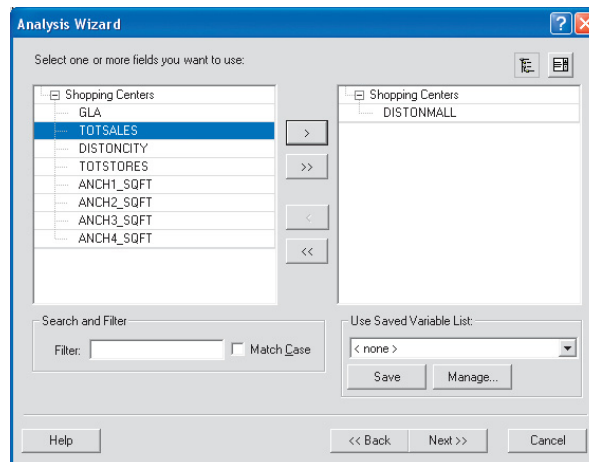 Analysis Wizard
?
Select one or more fields you want to use:
Shopping Centers
GLA
TOTSALES
DISTONCITY
TOTSTORES
ANCH1_SQFT
ANCH2_SQFT
ANCH3_SQFT
ANCH4_SQFT
>
>>
<
<<
Shopping Centers
DISTONMALL
Search and Filter
Filter:
Match Case
Use Saved Variable List:
< none >
Save
Manage...
Help
<< Back
Next >>
Cancel